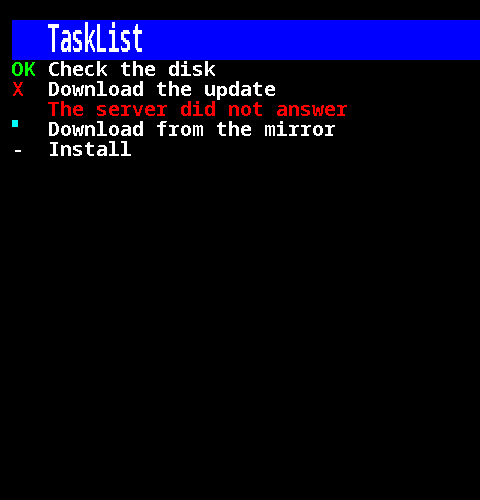 TaskList
OK Check the disk
X Download the update
The server did not answer
Download from the mirror
- Install